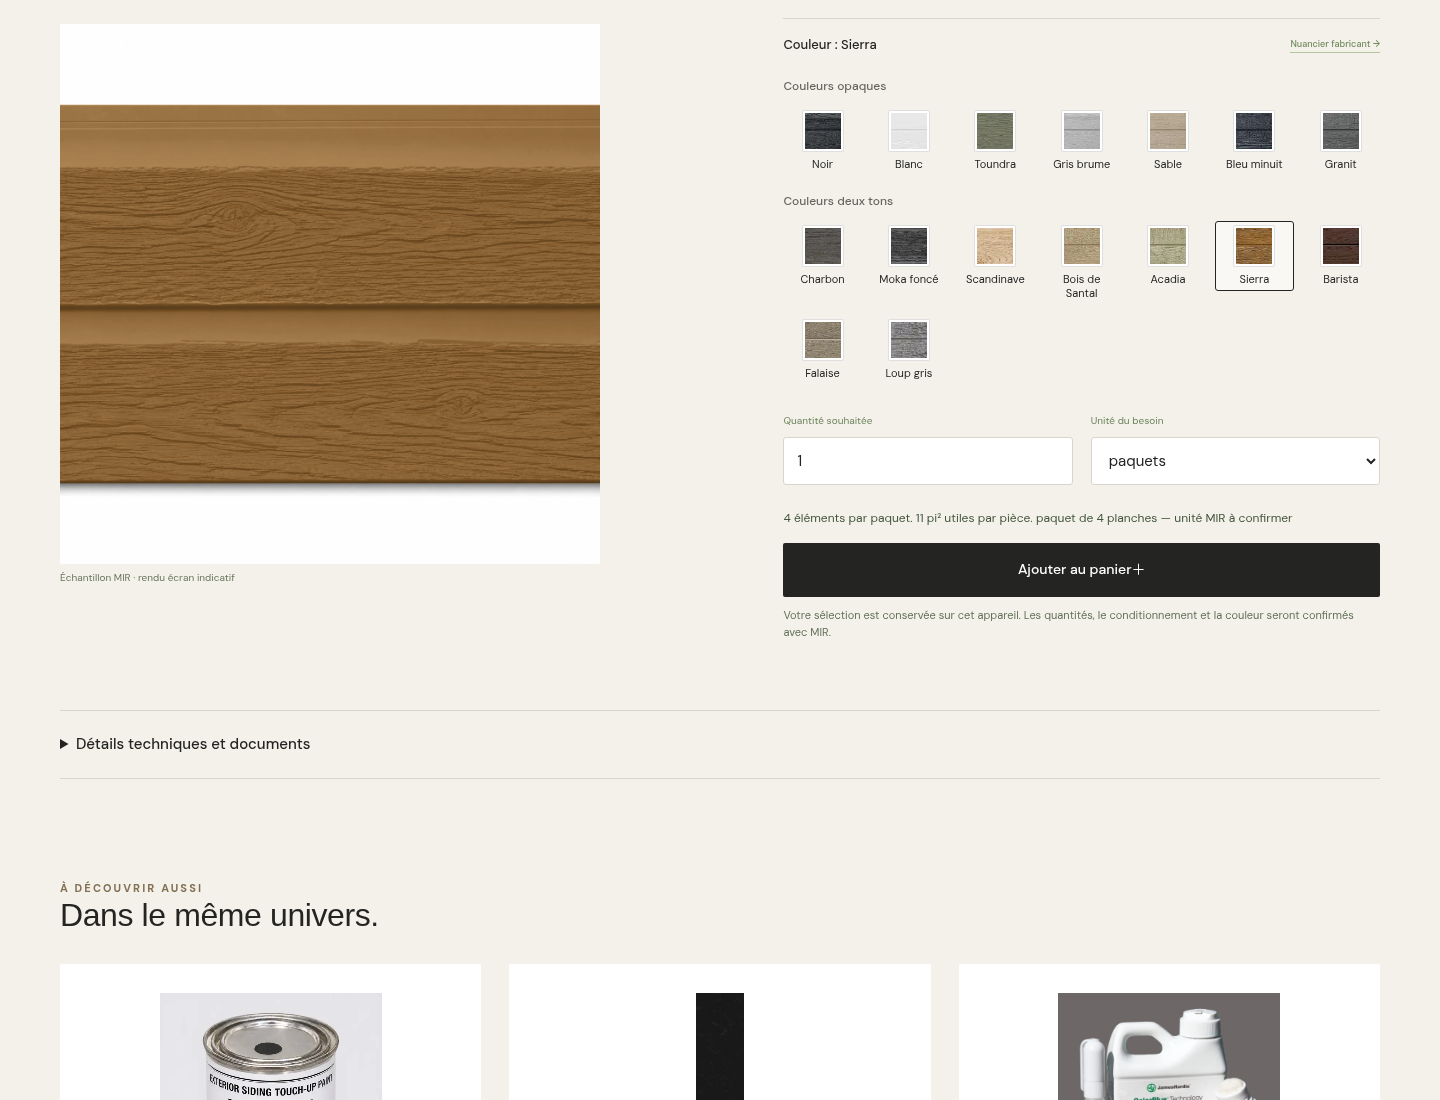 Couleur : Sierra
Nuancier fabricant →
Couleurs opaques
Noir
Blanc
Toundra
Gris brume
Sable
Bleu minuit
Granit
Couleurs deux tons
Charbon
Moka foncé
Scandinave
Bois de
Santal
Acadia
Sierra
Barista
Falaise
Loup gris
Quantité souhaitée
Unité du besoin
1
paquets
4 éléments par paquet. 11 pi² utiles par pièce. paquet de 4 planches — unité MIR à confirmer
Ajouter au panier+
Votre sélection est conservée sur cet appareil. Les quantités, le conditionnement et la couleur seront confirmés
avec MIR.
Échantillon MIR · rendu écran indicatif
Détails techniques et documents
À DÉCOUVRIR AUSSI
Dans le même univers.
EXTERIOR SIDING TOUCH-UP PAINT
JamesHardie
ColorPlus Technology